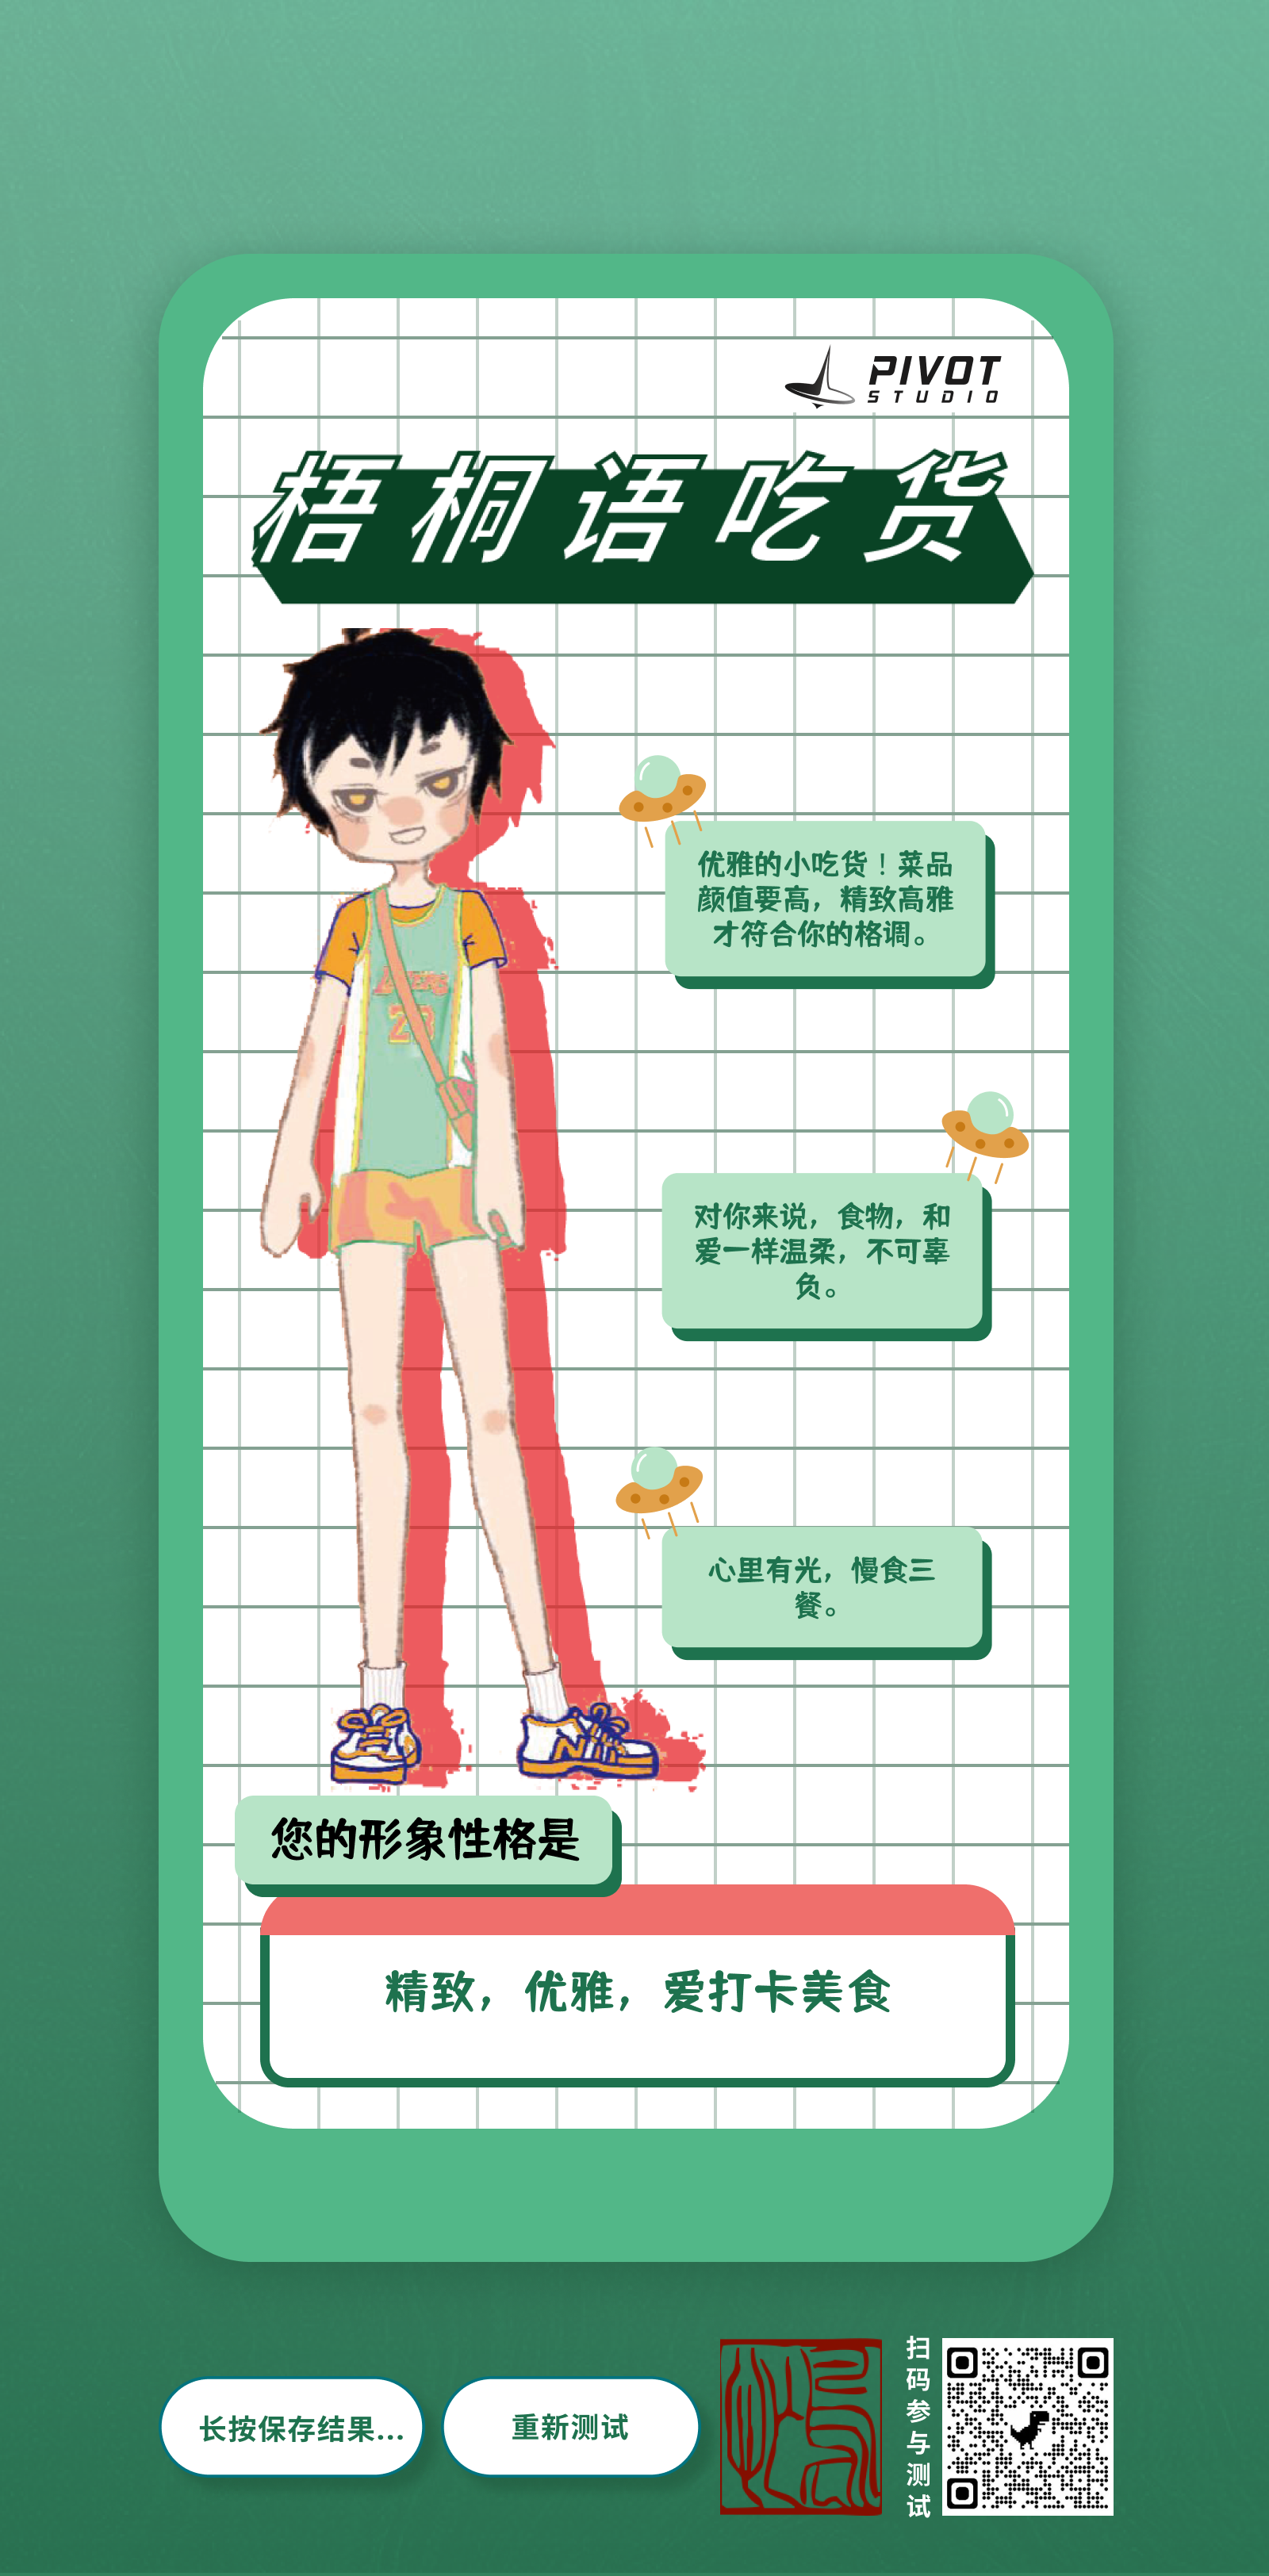 PIVOT
STUDIO
梧桐语吃货
23
优雅的小吃货！菜品
颜值要高，精致高雅
才符合你的格调。
对你来说，食物，和
爱一样温柔，不可辜
负。
心里有光，慢食三
餐。
您的形象性格是
精致，优雅，爱打卡美食
长按保存结果...
重新测试
扫码参与测试